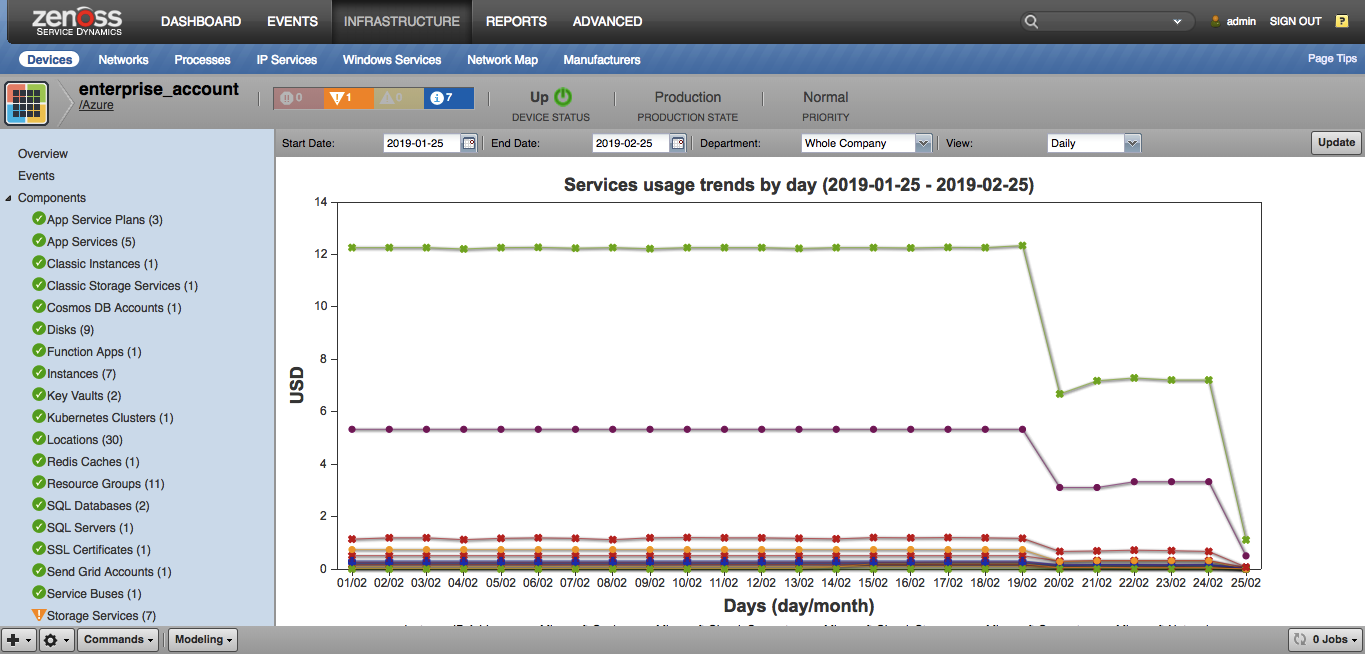 zenoss
SERVICE DYNAMICS
DASHBOARD EVENTS INFRASTRUCTURE REPORTS ADVANCED
admin SIGN OUT ?
Devices Networks Processes IP Services Windows Services Network Map Manufacturers
Page Tips
enterprise_account
/Azure
0 1 0 7
Up
DEVICE STATUS
Production
PRODUCTION STATE
Normal
PRIORITY
Start Date: 2019-01-25 End Date: 2019-02-25 Department: Whole Company View: Daily Update
Overview
Events
Components
App Service Plans (3)
App Services (5)
Classic Instances (1)
Classic Storage Services (1)
Cosmos DB Accounts (1)
Disks (9)
Function Apps (1)
Instances (7)
Key Vaults (2)
Kubernetes Clusters (1)
Locations (30)
Redis Caches (1)
Resource Groups (11)
SQL Databases (2)
SQL Servers (1)
SSL Certificates (1)
Send Grid Accounts (1)
Service Buses (1)
Storage Services (7)
Services usage trends by day (2019-01-25 - 2019-02-25)
14
12
10
8
6
4
2
0
USD
01/02 02/02 03/02 04/02 05/02 06/02 07/02 08/02 09/02 10/02 11/02 12/02 13/02 14/02 15/02 16/02 17/02 18/02 19/02 20/02 21/02 22/02 23/02 24/02 25/02
Days (day/month)
Commands Modeling
0 Jobs